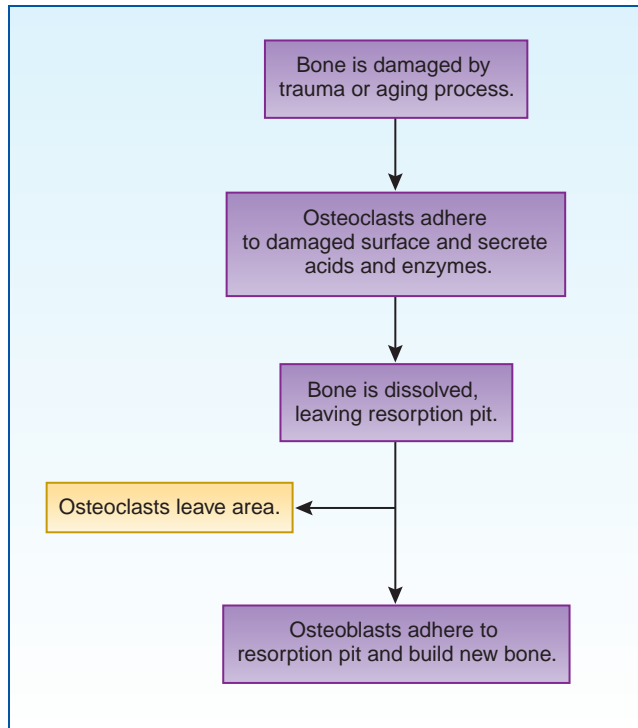 Bone is damaged by
trauma or aging process.
Osteoclasts adhere
to damaged surface and secrete
acids and enzymes.
Bone is dissolved,
leaving resorption pit.
Osteoclasts leave area.
Osteoblasts adhere to
resorption pit and build new bone.